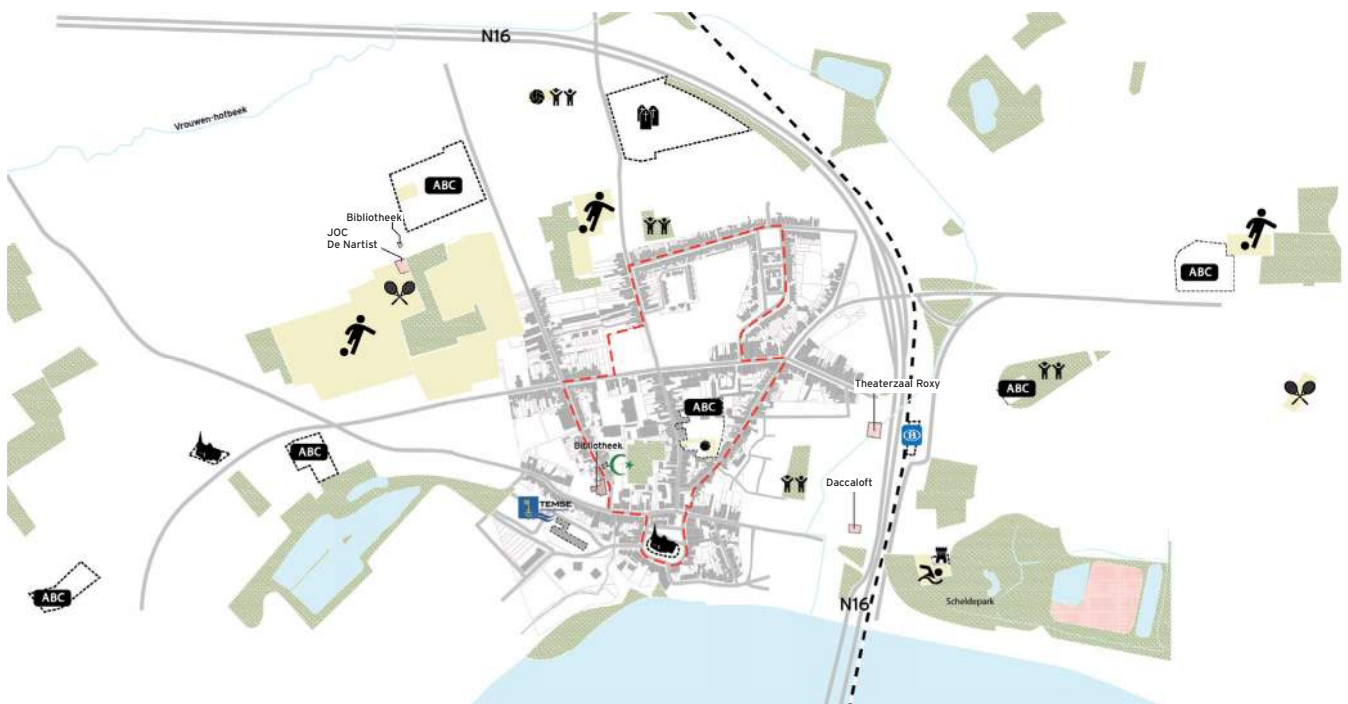 N16
Vrouwen-hofbeek
ABC
Bibliotheek
JOC
De Nartist
ABC
Theaterzaal Roxy
ABC
ABC
Bibliotheek
ABC
B
Daccaloft
TEMSE
ABC
N16
Scheldepark